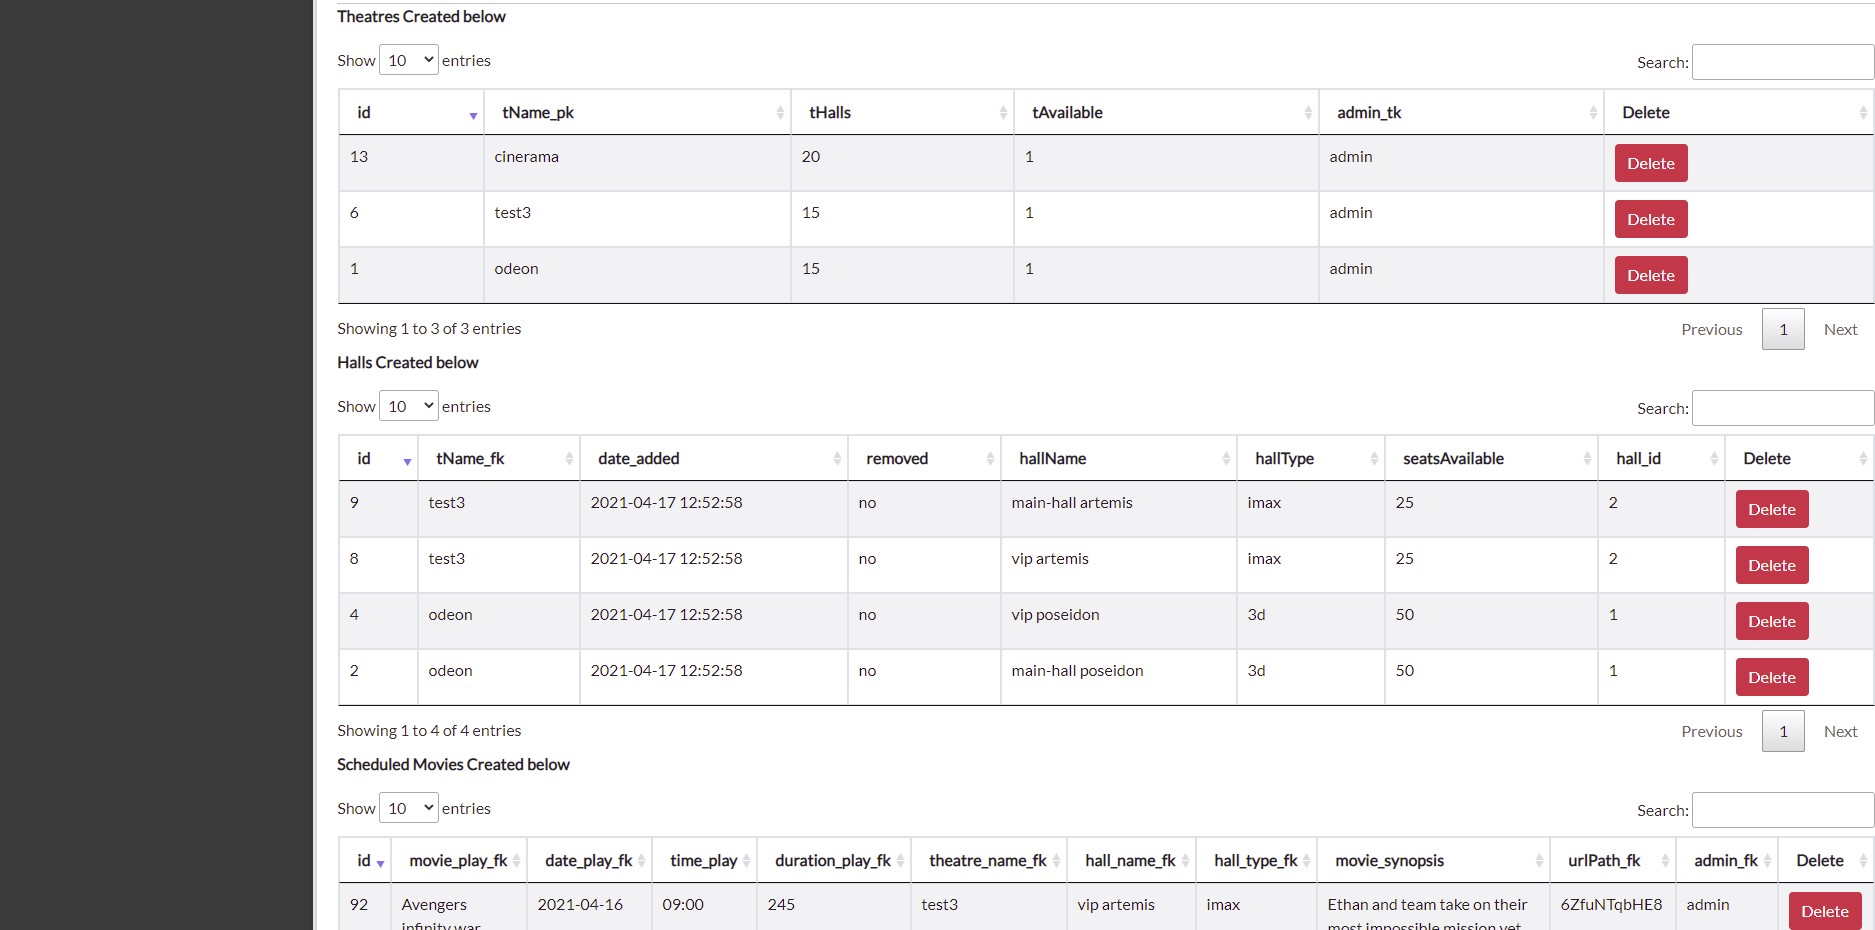 Theatres Created below
Show 10 entries Search:
id tName_pk tHalls tAvailable admin_tk Delete
13 cinerama 20 1 admin Delete
6 test3 15 1 admin Delete
1 odeon 15 1 admin Delete
Showing 1 to 3 of 3 entries Previous 1 Next
Halls Created below
Show 10 entries Search:
id tName_fk date_added removed hallName hallType seatsAvailable hall_id Delete
9 test3 2021-04-17 12:52:58 no main-hall artemis imax 25 2 Delete
8 test3 2021-04-17 12:52:58 no vip artemis imax 25 2 Delete
4 odeon 2021-04-17 12:52:58 no vip poseidon 3d 50 1 Delete
2 odeon 2021-04-17 12:52:58 no main-hall poseidon 3d 50 1 Delete
Showing 1 to 4 of 4 entries Previous 1 Next
Scheduled Movies Created below
Show 10 entries Search:
id movie_play_fk date_play_fk time_play duration_play_fk theatre_name_fk hall_name_fk hall_type_fk movie_synopsis urlPath_fk admin_fk Delete
92 Avengers 2021-04-16 09:00 245 test3 vip artemis imax Ethan and team take on their 6ZfuNTqbHE8 admin Delete
infinity war most impossible mission yet